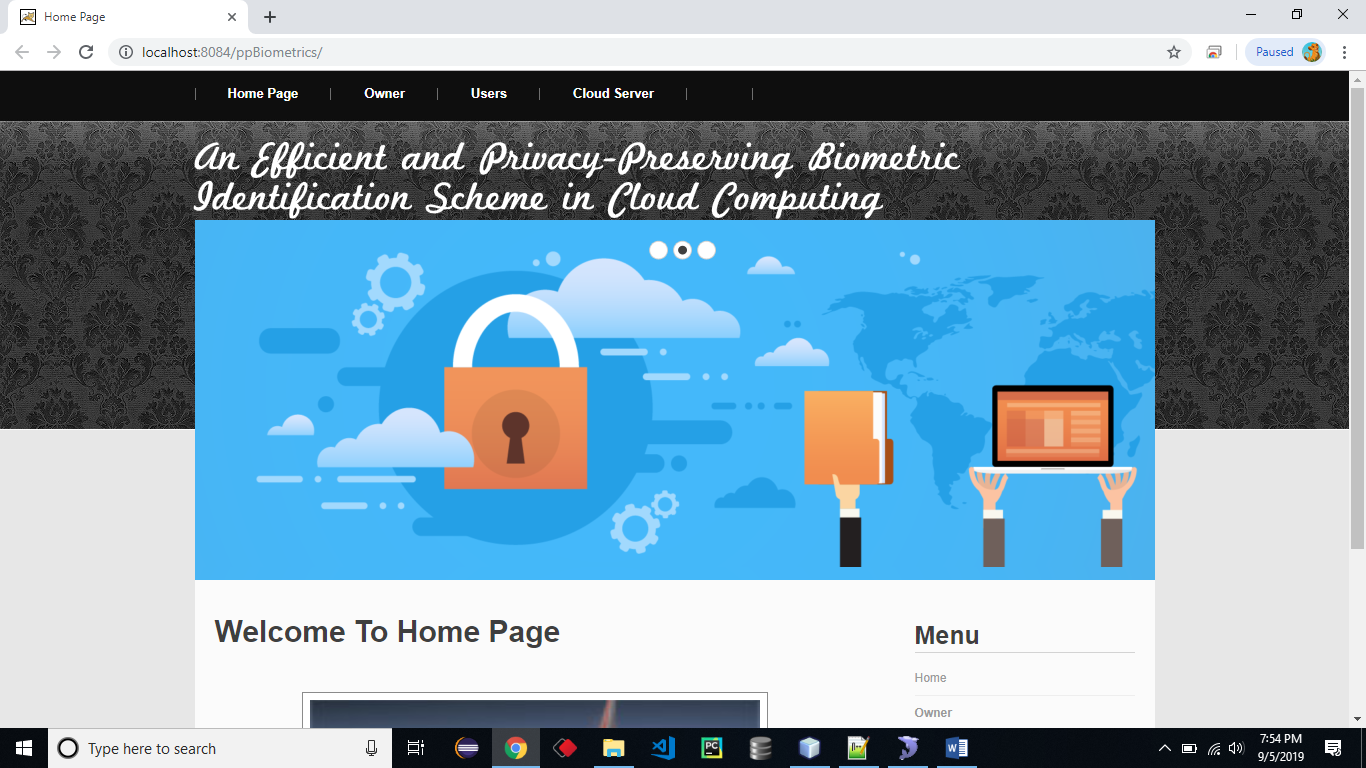 Home Page
localhost:8084/ppBiometrics/
Paused
Home Page
Owner
Users
Cloud Server
An Efficient and Privacy-Preserving Biometric
Identification Scheme in Cloud Computing
Welcome To Home Page
Menu
Home
Owner
Type here to search
PC
W
7:54 PM
9/5/2019